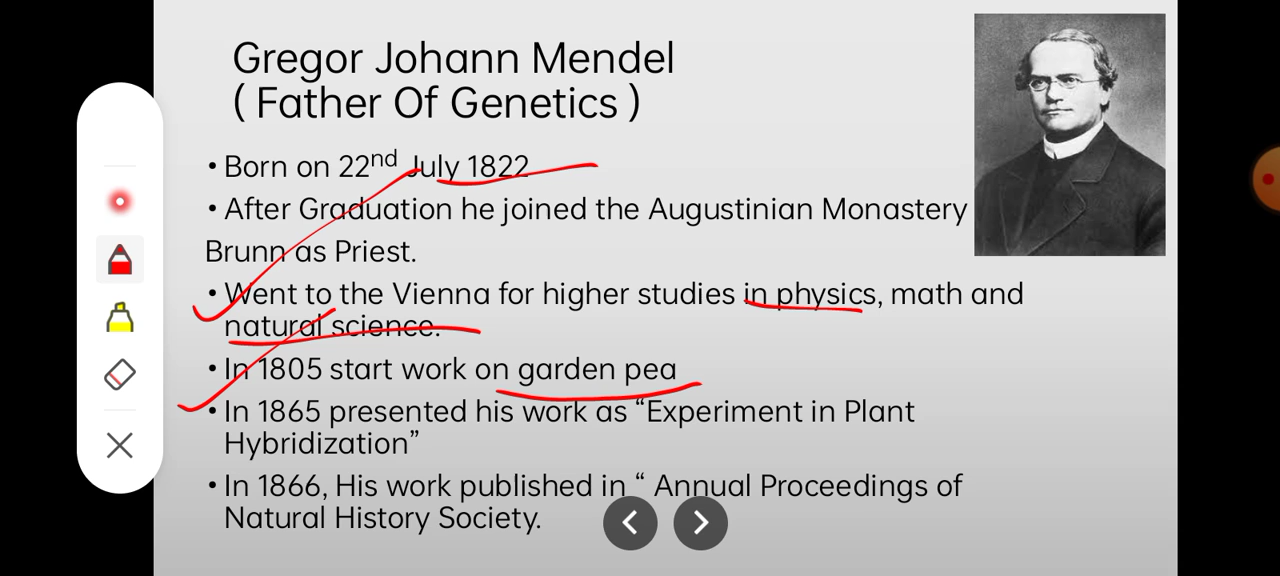 Gregor Johann Mendel
( Father Of Genetics )
• Born on 22nd July 1822
• After Graduation he joined the Augustinian Monastery
Brunn as Priest.
• Went to the Vienna for higher studies in physics, math and
natural science.
• In 1805 start work on garden pea
• In 1865 presented his work as “Experiment in Plant
Hybridization”
• In 1866, His work published in “ Annual Proceedings of
Natural History Society.